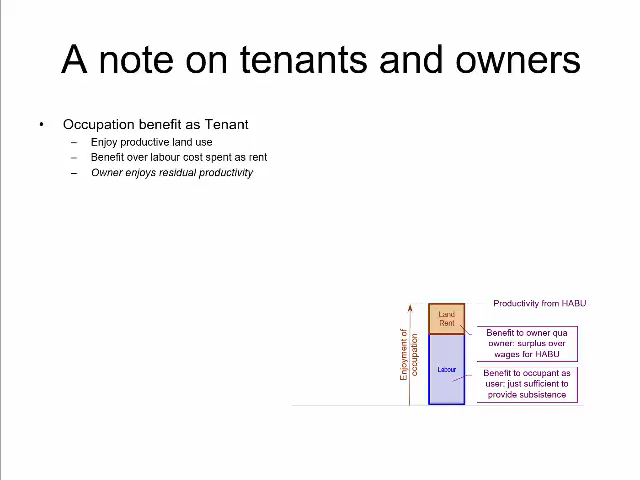 A note on tenants and owners
• Occupation benefit as Tenant
– Enjoy productive land use
– Benefit over labour cost spent as rent
– Owner enjoys residual productivity
Productivity from HABU
Land
Rent
Benefit to owner qua
owner: surplus over
wages for HABU
Enjoyment of
occupation
Labour
Benefit to occupant as
user: just sufficient to
provide subsistence